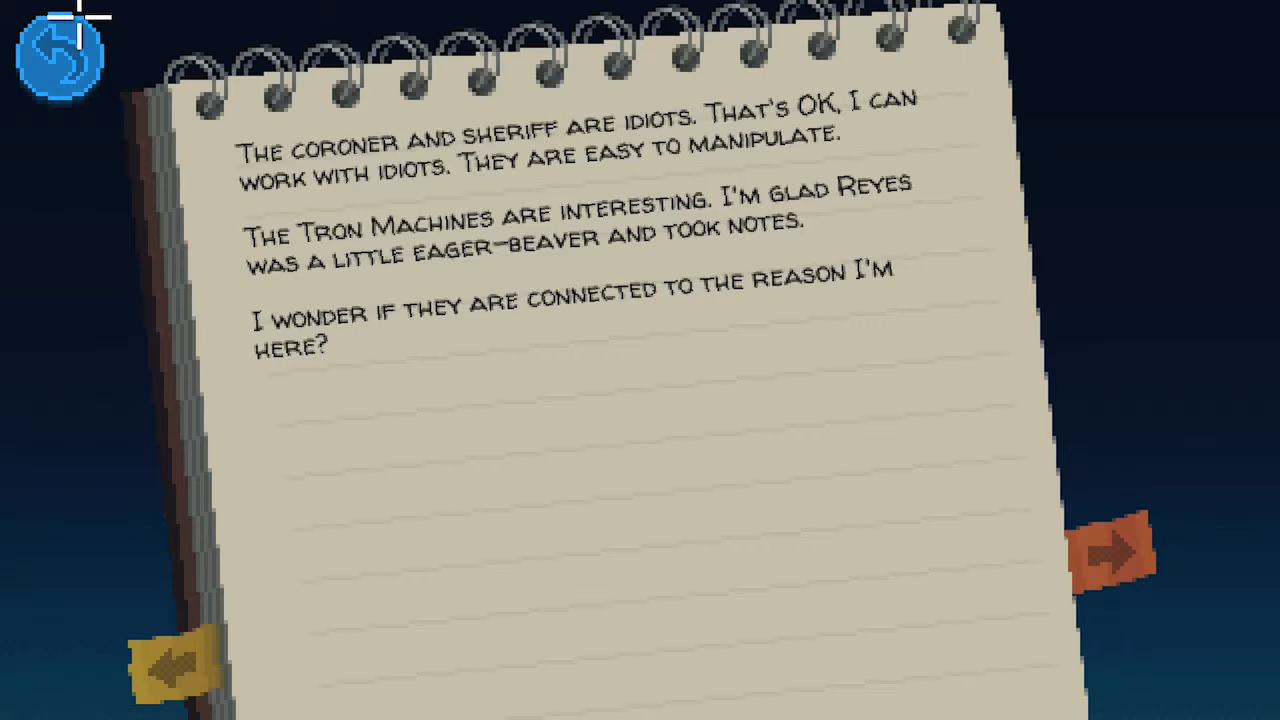 The coroner and sheriff are idiots. That's OK, I can
work with idiots. They are easy to manipulate.
The Tron Machines are interesting. I'm glad Reyes
was a little eager-beaver and took notes.
I wonder if they are connected to the reason I'm
here?